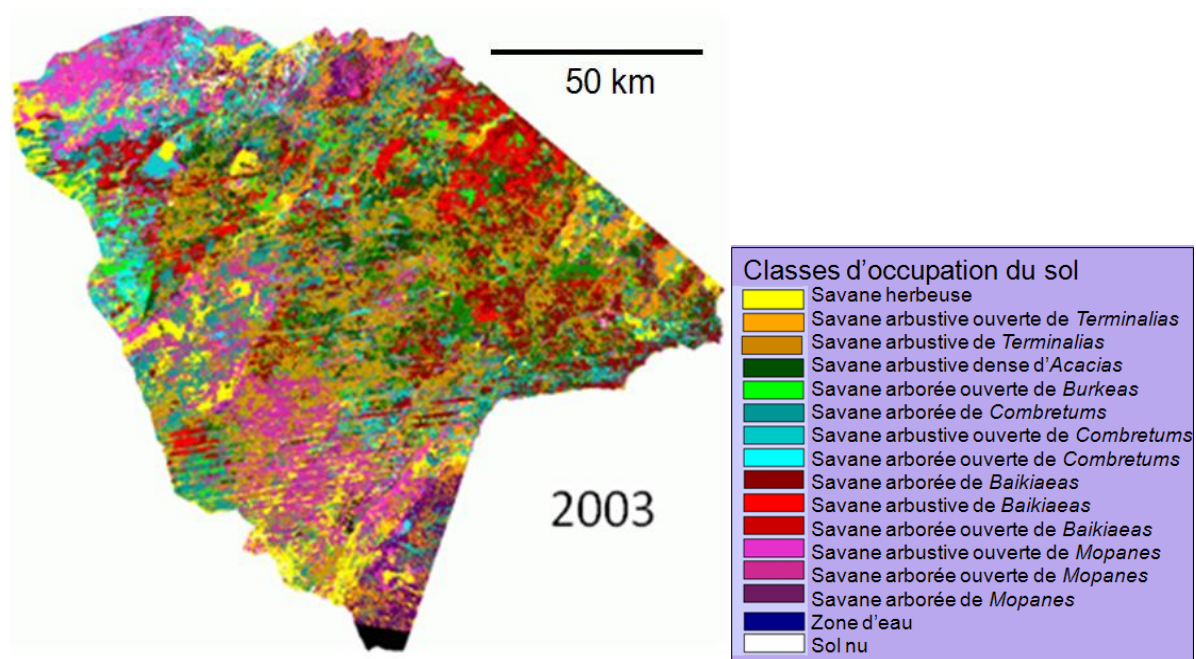 50 km
2003
Classes d'occupation du sol
Savane herbeuse
Savane arbustive ouverte de Terminalias
Savane arbustive de Terminalias
Savane arbustive dense d'Acacias
Savane arborée ouverte de Burkeas
Savane arborée de Combretums
Savane arbustive ouverte de Combretums
Savane arborée ouverte de Combretums
Savane arborée de Baikiaeas
Savane arbustive de Baikiaeas
Savane arborée ouverte de Baikiaeas
Savane arbustive ouverte de Mopanes
Savane arborée ouverte de Mopanes
Savane arborée de Mopanes
Zone d'eau
Sol nu